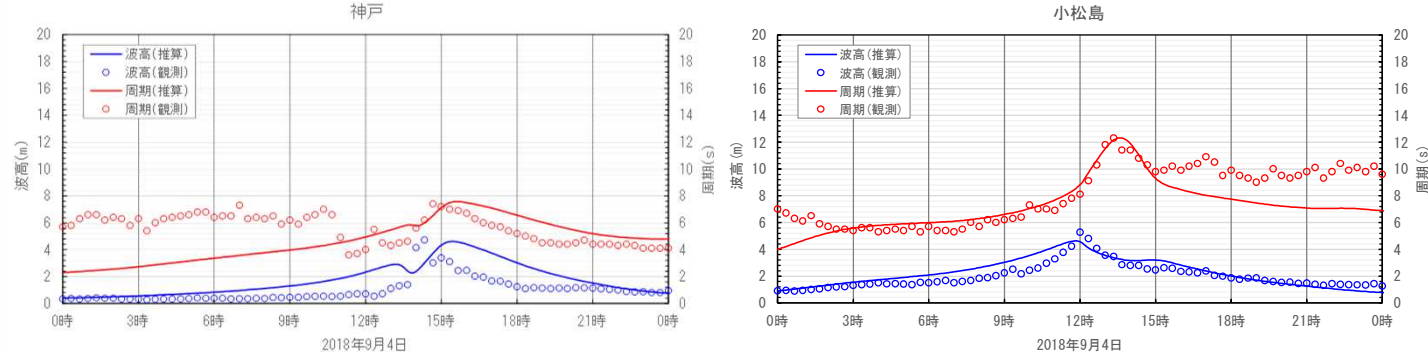 神戸
20 20
18 18
16 16
14 14
12 12
10 10
8 8
6 6
4 4
2 2
0 0
波高(推算)
波高(観測)
周期(推算)
周期(観測)
波高(m)
周期(s)
0時 3時 6時 9時 12時 15時 18時 21時 0時
2018年9月4日
小松島
20 20
18 18
16 16
14 14
12 12
10 10
8 8
6 6
4 4
2 2
0 0
波高(推算)
波高(観測)
周期(推算)
周期(観測)
波高(m)
周期(s)
0時 3時 6時 9時 12時 15時 18時 21時 0時
2018年9月4日